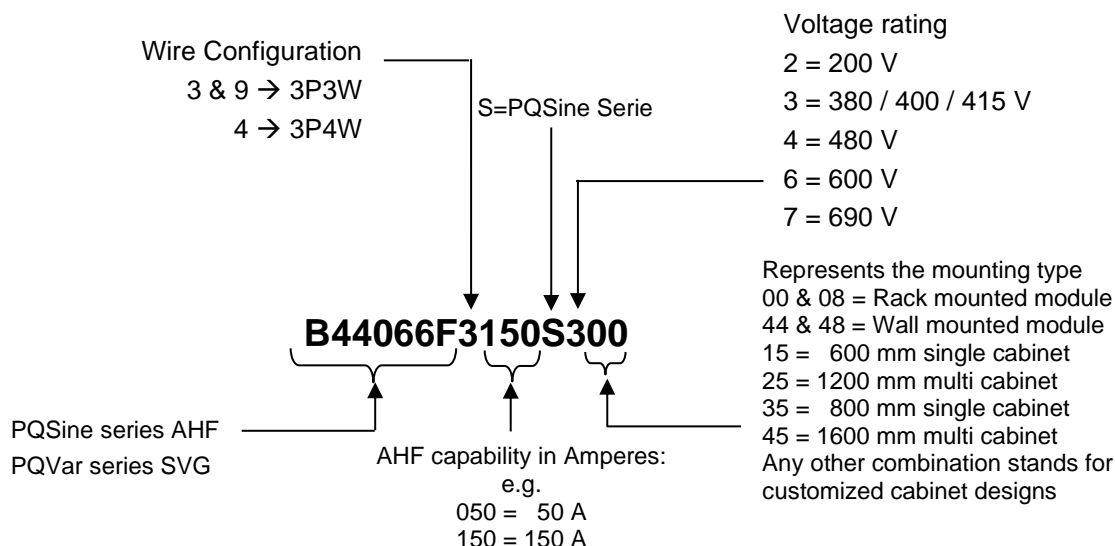 Wire Configuration
3 & 9 → 3P3W
4 → 3P4W
S=PQSine Serie
Voltage rating
2 = 200 V
3 = 380 / 400 / 415 V
4 = 480 V
6 = 600 V
7 = 690 V
B44066F3150S300
PQSine series AHF
PQVar series SVG
AHF capability in Amperes:
e.g.
050 = 50 A
150 = 150 A
Represents the mounting type
00 & 08 = Rack mounted module
44 & 48 = Wall mounted module
15 = 600 mm single cabinet
25 = 1200 mm multi cabinet
35 = 800 mm single cabinet
45 = 1600 mm multi cabinet
Any other combination stands for
customized cabinet designs